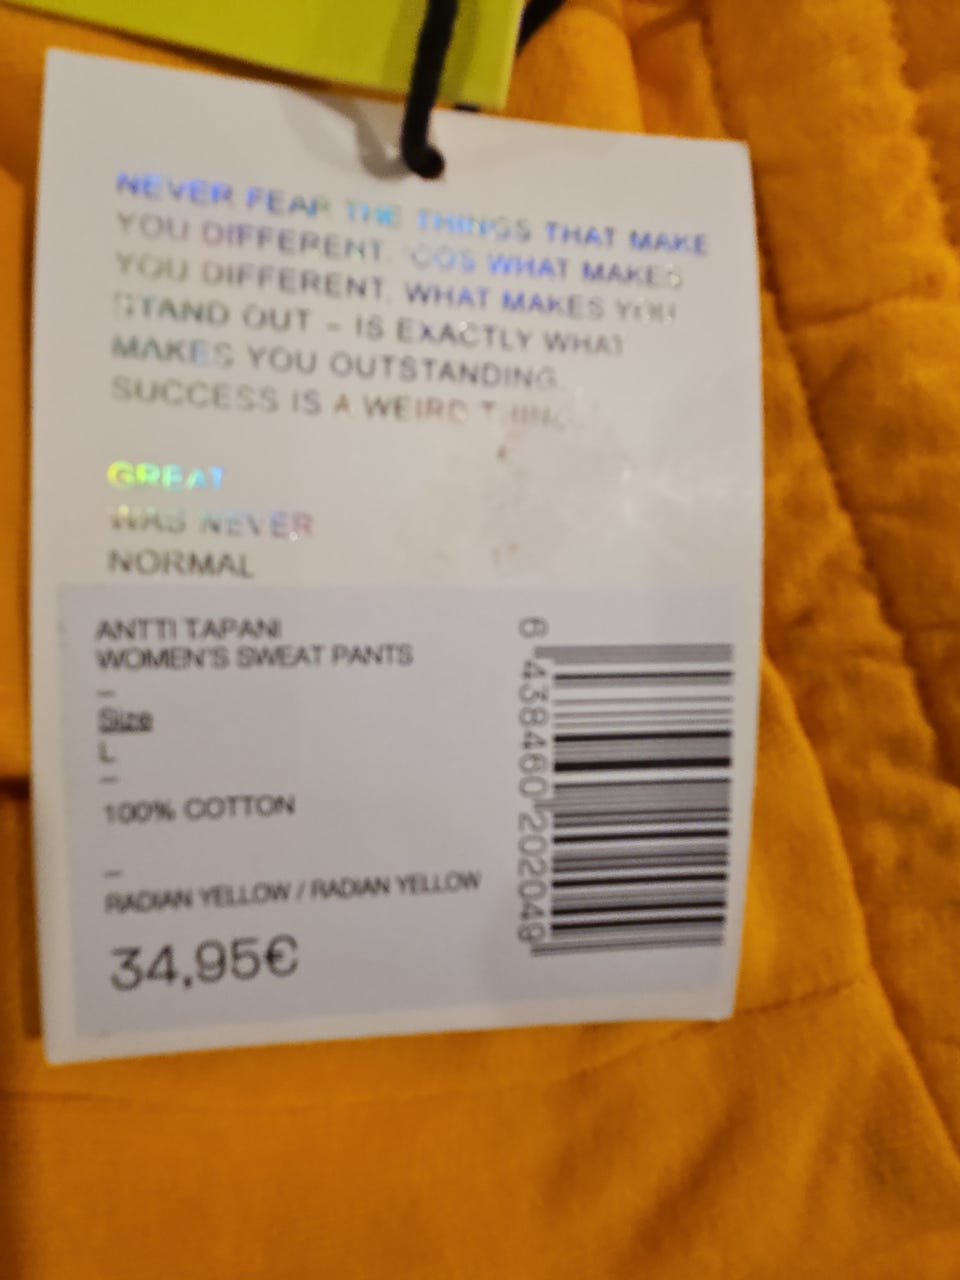 NEVER FEAR THE THINGS THAT MAKE
YOU DIFFERENT. 'COS WHAT MAKES
YOU DIFFERENT, WHAT MAKES YOU
STAND OUT – IS EXACTLY WHAT
MAKES YOU OUTSTANDING.
SUCCESS IS A WEIRD THING.
GREAT
WAS NEVER
NORMAL
ANTTI TAPANI
WOMEN'S SWEAT PANTS
–
Size
L
–
100% COTTON
–
RADIAN YELLOW / RADIAN YELLOW
34,95€
6 438460 202049